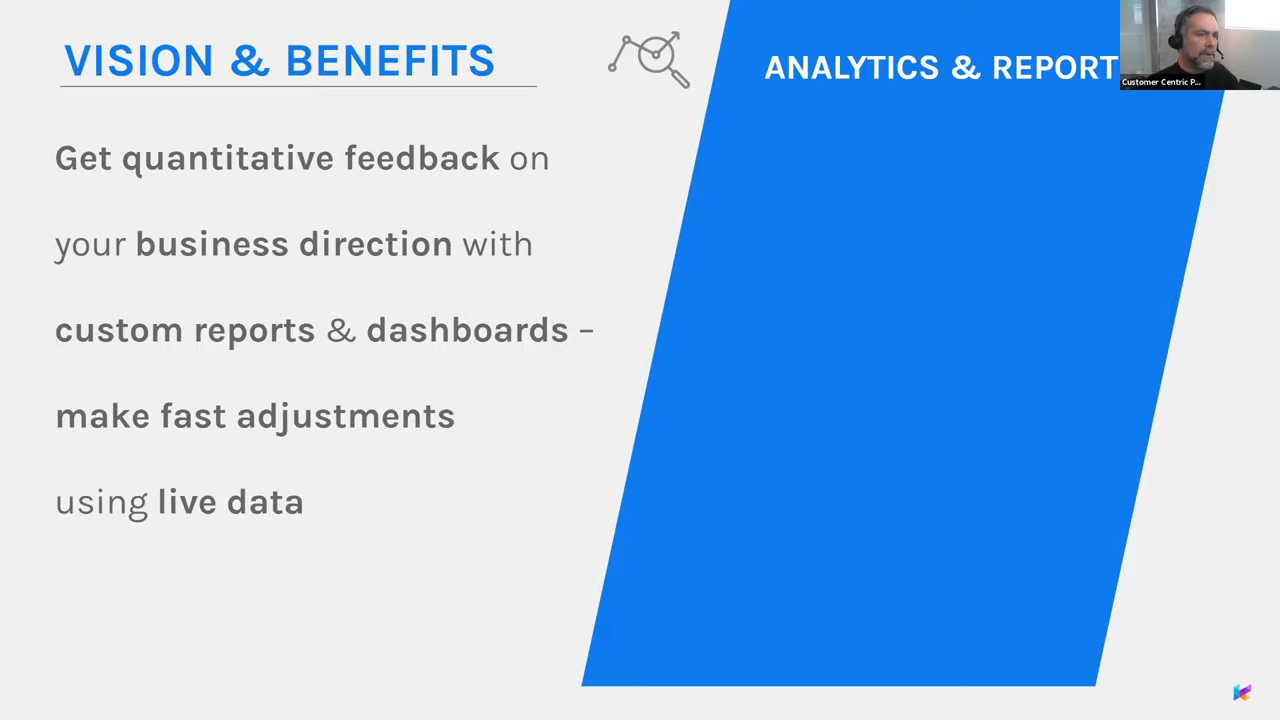 VISION & BENEFITS
ANALYTICS & REPORT
Customer Centric P...
Get quantitative feedback on
your business direction with
custom reports & dashboards –
make fast adjustments
using live data